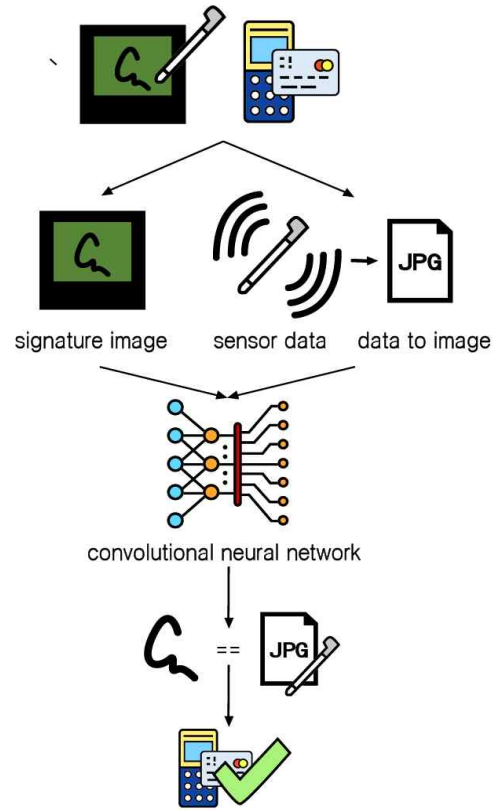 JPG
signature image
sensor data
data to image
convolutional neural network
==
JPG